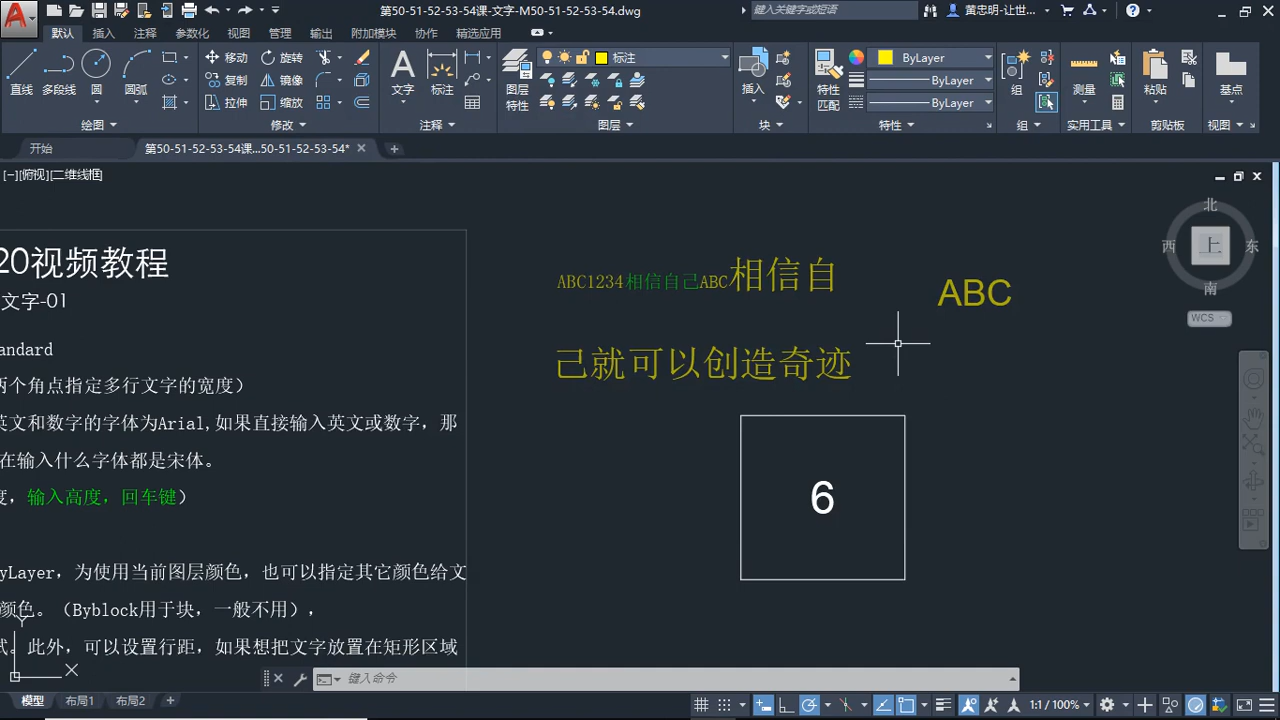 第50-51-52-53-54课-文字-M50-51-52-53-54.dwg
键入关键字或短语
黄志明-让世...
默认 插入 注释 参数化 视图 管理 输出 附加模块 协作 精选应用
直线 多段线 圆 圆弧
移动 旋转
复制 镜像
拉伸 缩放
文字 标注
图层特性
标注
插入
特性匹配
ByLayer
ByLayer
ByLayer
组
测量
粘贴
基点
绘图 修改 注释 图层 块 特性 组 实用工具 剪贴板 视图
开始 第50-51-52-53-54课...50-51-52-53-54*
[−][俯视][二维线框]
北
西 上 东
南
WCS
20视频教程
文字-01
andard
两个角点指定多行文字的宽度）
英文和数字的字体为Arial,如果直接输入英文或数字，那
在输入什么字体都是宋体。
度，输入高度，回车键）
yLayer，为使用当前图层颜色，也可以指定其它颜色给文
颜色。（Byblock用于块，一般不用），
式。此外，可以设置行距，如果想把文字放置在矩形区域
ABC1234相信自己ABC相信自
己就可以创造奇迹
ABC
6
Y
X
键入命令
模型 布局1 布局2
1:1 / 100%